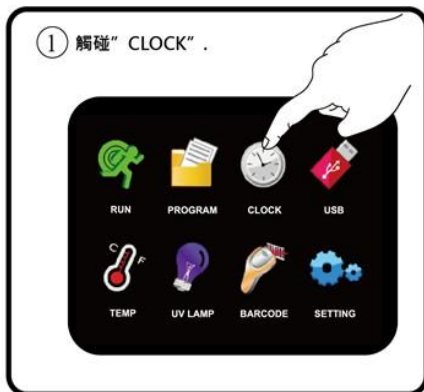 ① 觸碰” CLOCK” .
RUN PROGRAM CLOCK USB
C F
TEMP UV LAMP BARCODE SETTING